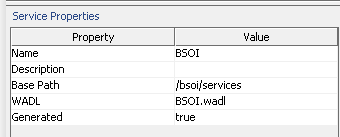 Service Properties
Property Value
Name BSOI
Description
Base Path /bsoi/services
WADL BSOI.wadl
Generated true